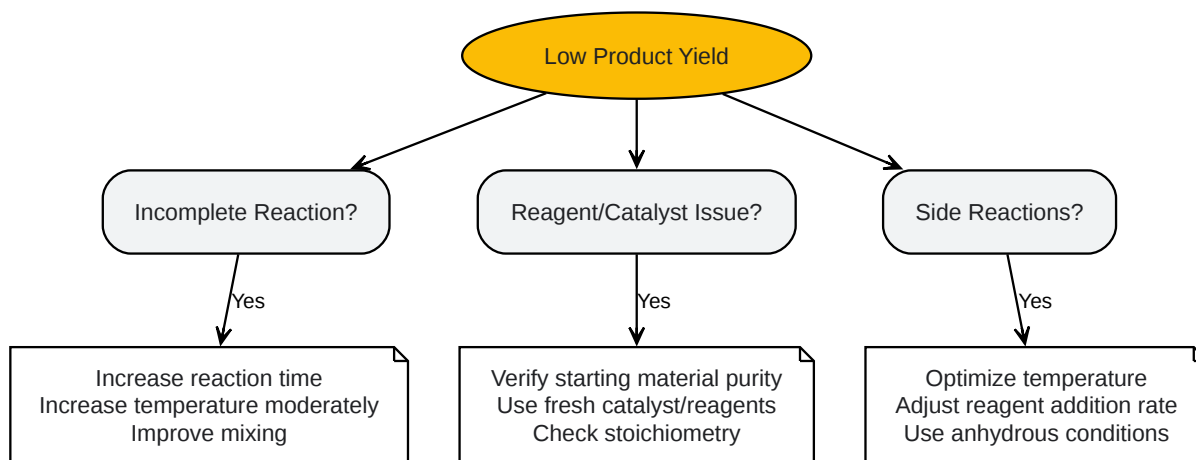 Low Product Yield
Incomplete Reaction?
Reagent/Catalyst Issue?
Side Reactions?
Yes
Yes
Yes
Increase reaction time
Increase temperature moderately
Improve mixing
Verify starting material purity
Use fresh catalyst/reagents
Check stoichiometry
Optimize temperature
Adjust reagent addition rate
Use anhydrous conditions